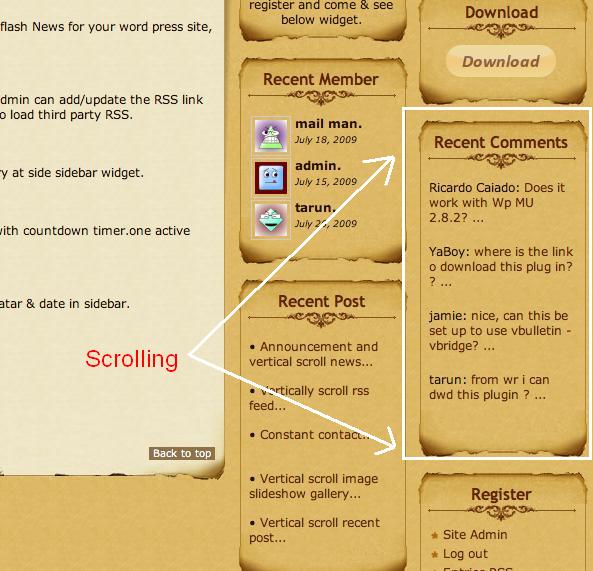 flash News for your word press site,
dmin can add/update the RSS link
o load third party RSS.
ry at side sidebar widget.
with countdown timer.one active
atar & date in sidebar.
Scrolling
Back to top
register and come & see
below widget.
Recent Member
mail man.
July 18, 2009
admin.
July 15, 2009
tarun.
July 2009
Recent Post
• Announcement and
vertical scroll news...
• Vertically scroll rss
feed...
• Constant contact...
• Vertical scroll image
slideshow gallery...
• Vertical scroll recent
post...
Download
Download
Recent Comments
Ricardo Caiado: Does it
work with Wp MU
2.8.2? ...
YaBoy: where is the link
o download this plug in?
? ...
jamie: nice, can this be
set up to use vbulletin -
vbridge? ...
tarun: from wr i can
dwd this plugin ? ...
Register
Site Admin
Log out
Entries RSS